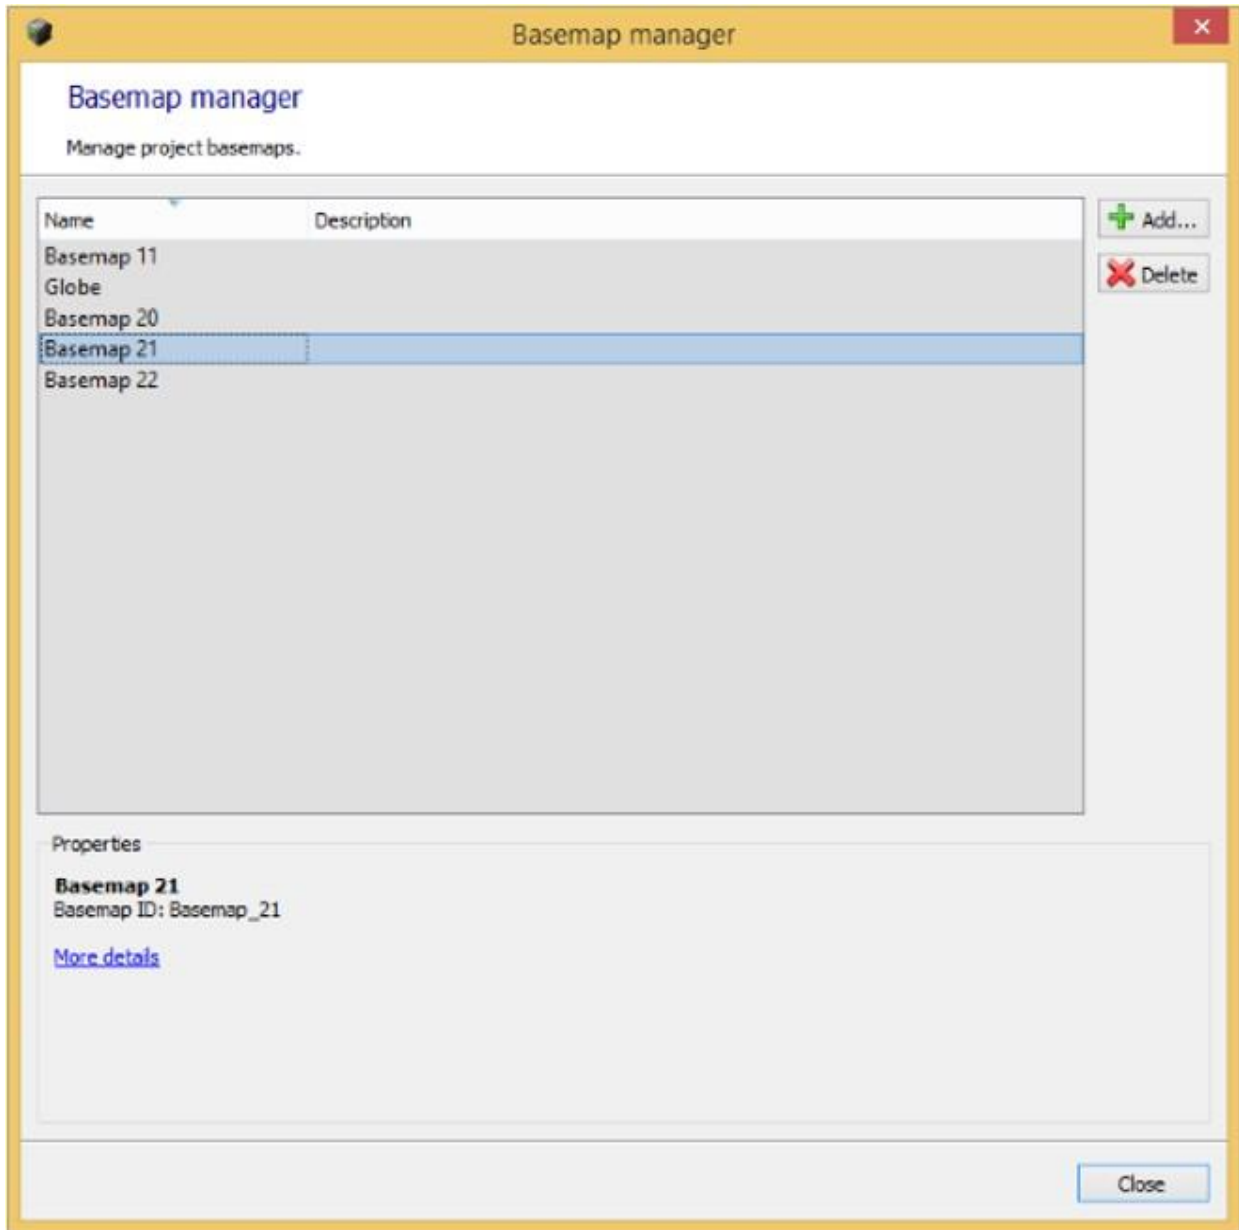 Basemap manager
Basemap manager
Manage project basemaps.
Name Description
Add...
Basemap 11
Delete
Globe
Basemap 20
Basemap 21
Basemap 22
Properties
Basemap 21
Basemap ID: Basemap_21
More details
Close